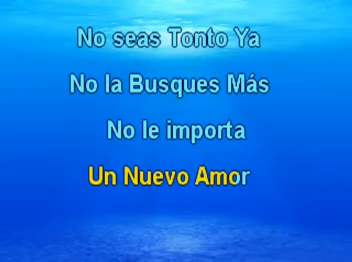 No seas Tonto Ya
No la Busques Más
No le importa
Un Nuevo Amor